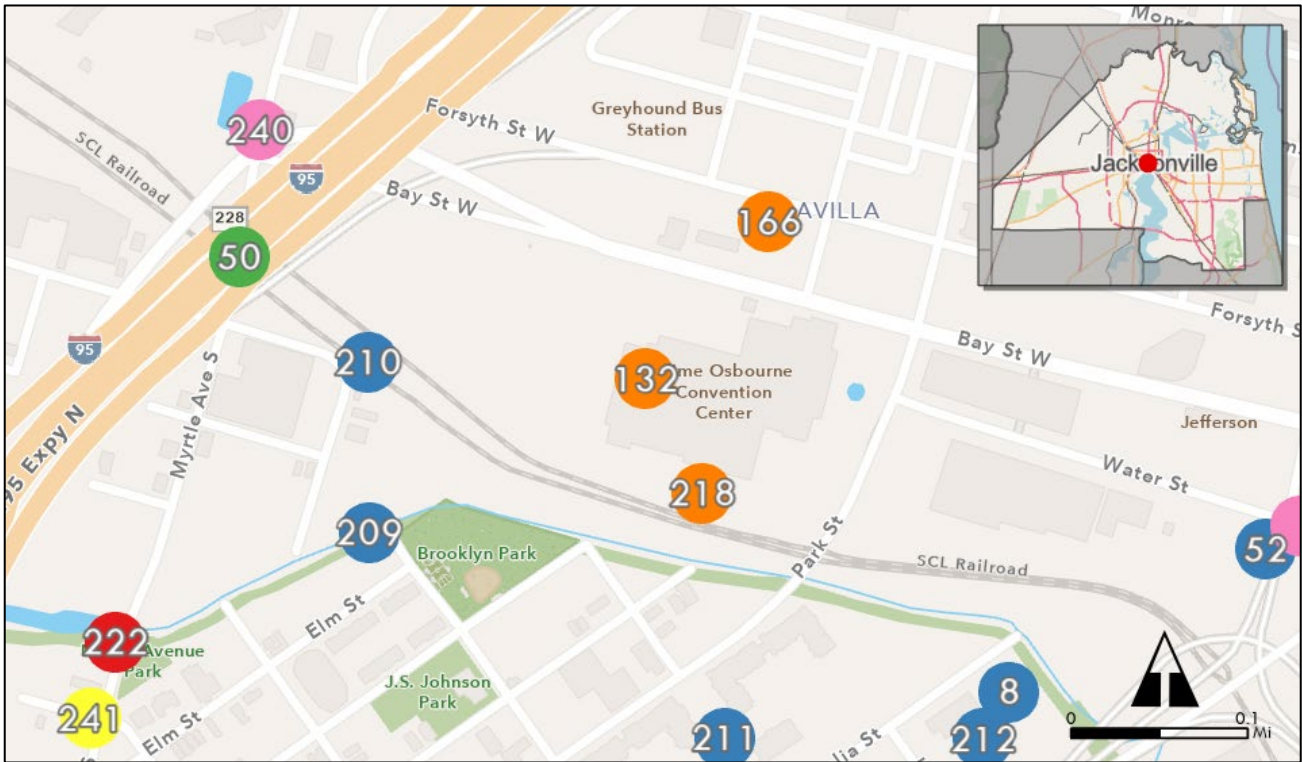 Forsyth St W
Greyhound Bus
Station
SCL Railroad
240
95
Bay St W
166
AVILLA
Jacksonville
228
50
95
Myrtle Ave S
210
132
me Osbourne
Convention
Center
Bay St W
Forsyth S
Jefferson
95 Expy N
218
Water St
209
Brooklyn Park
Park St
SCL Railroad
52
Elm St
222
Avenue
Park
J.S. Johnson
Park
241
Elm St
211
lia St
8
212
0
0.1
Mi